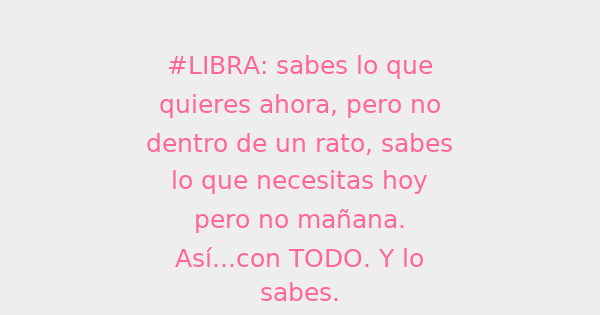 #LIBRA: sabes lo que
quieres ahora, pero no
dentro de un rato, sabes
lo que necesitas hoy
pero no mañana.
Así...con TODO. Y lo
sabes.